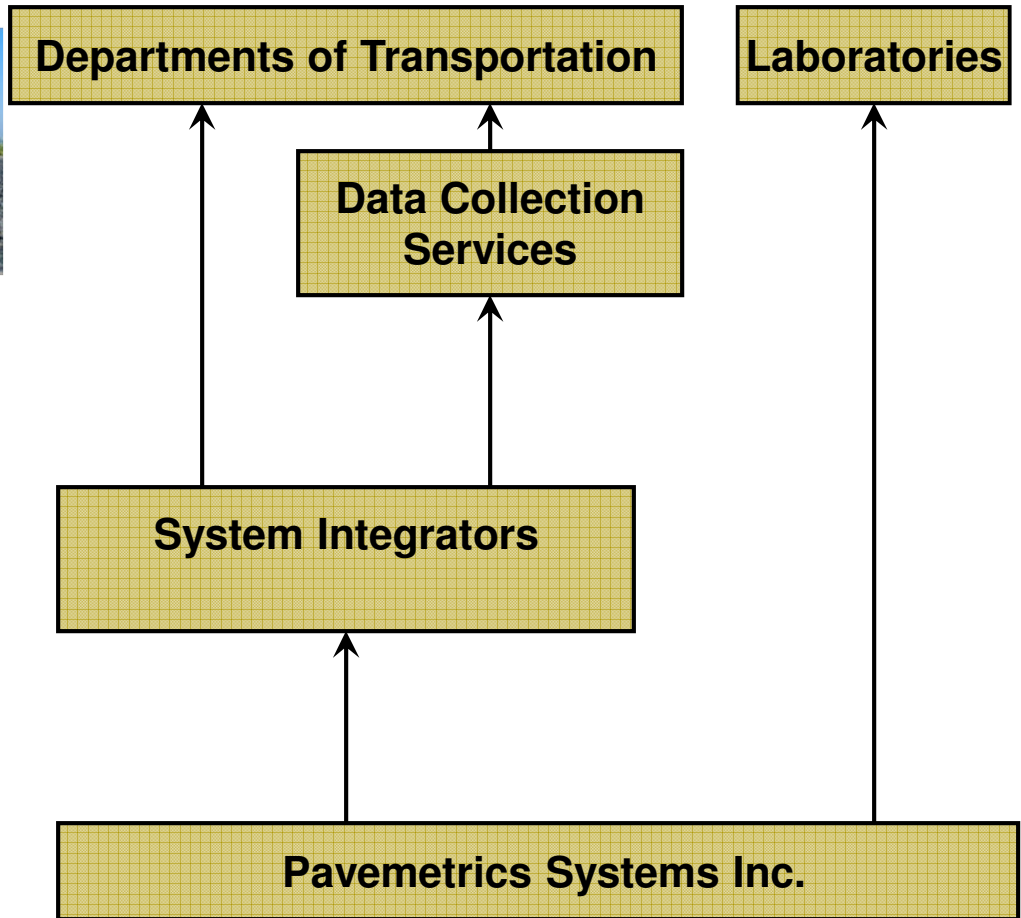 Departments of Transportation
Laboratories
Data Collection
Services
System Integrators
Pavemetrics Systems Inc.